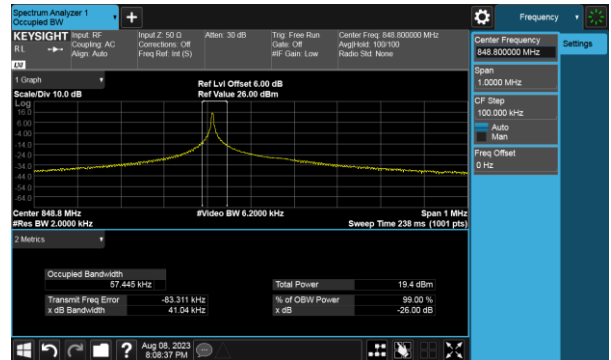 Spectrum Analyzer 1
Occupied BW
Frequency
KEYSIGHT
Input: RF
Coupling: AC
Align: Auto
Input Z: 50 Ω
Corrections: Off
Freq Ref: Int (S)
Atten: 30 dB
Trig: Free Run
Gate: Off
#IF Gain: Low
Center Freq: 848.800000 MHz
Avg|Hold: 100/100
Radio Std: None
RL
LXI
Center Frequency
848.800000 MHz
Settings
Span
1.0000 MHz
CF Step
100.000 kHz
Auto
Man
Freq Offset
0 Hz
1 Graph
Scale/Div 10.0 dB
Ref Lvl Offset 6.00 dB
Ref Value 26.00 dBm
Log
16.0
6.00
-4.00
-14.0
-24.0
-34.0
-44.0
-54.0
-64.0
Center 848.8 MHz
#Video BW 6.2000 kHz
Span 1 MHz
#Res BW 2.0000 kHz
Sweep Time 238 ms (1001 pts)
2 Metrics
Occupied Bandwidth
57.445 kHz
Total Power 19.4 dBm
Transmit Freq Error -83.311 kHz
% of OBW Power 99.00 %
x dB Bandwidth 41.04 kHz
x dB -26.00 dB
?
Aug 08, 2023
8:08:37 PM